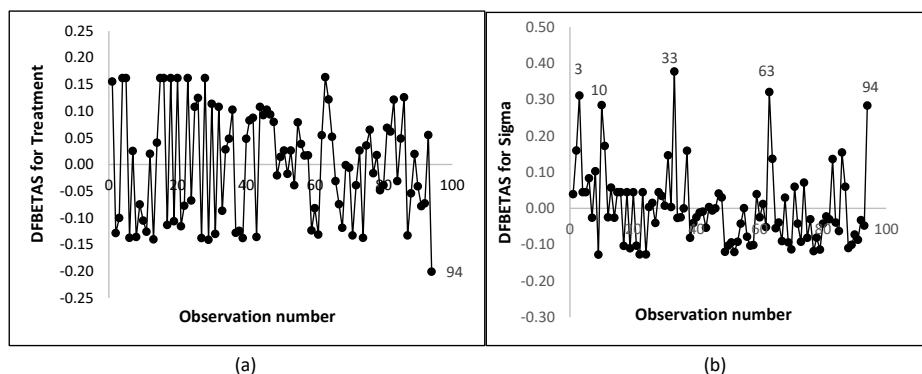 DFBETAS for Treatment
0.25
0.20
0.15
0.10
0.05
0.00
-0.05
-0.10
-0.15
-0.20
-0.25
0 20 40 60 80 100
94
Observation number
(a)
DFBETAS for Sigma
0.50
0.40
0.30
0.20
0.10
0.00
-0.10
-0.20
-0.30
0 20 40 60 80 100
3 10 33 63 94
Observation number
(b)